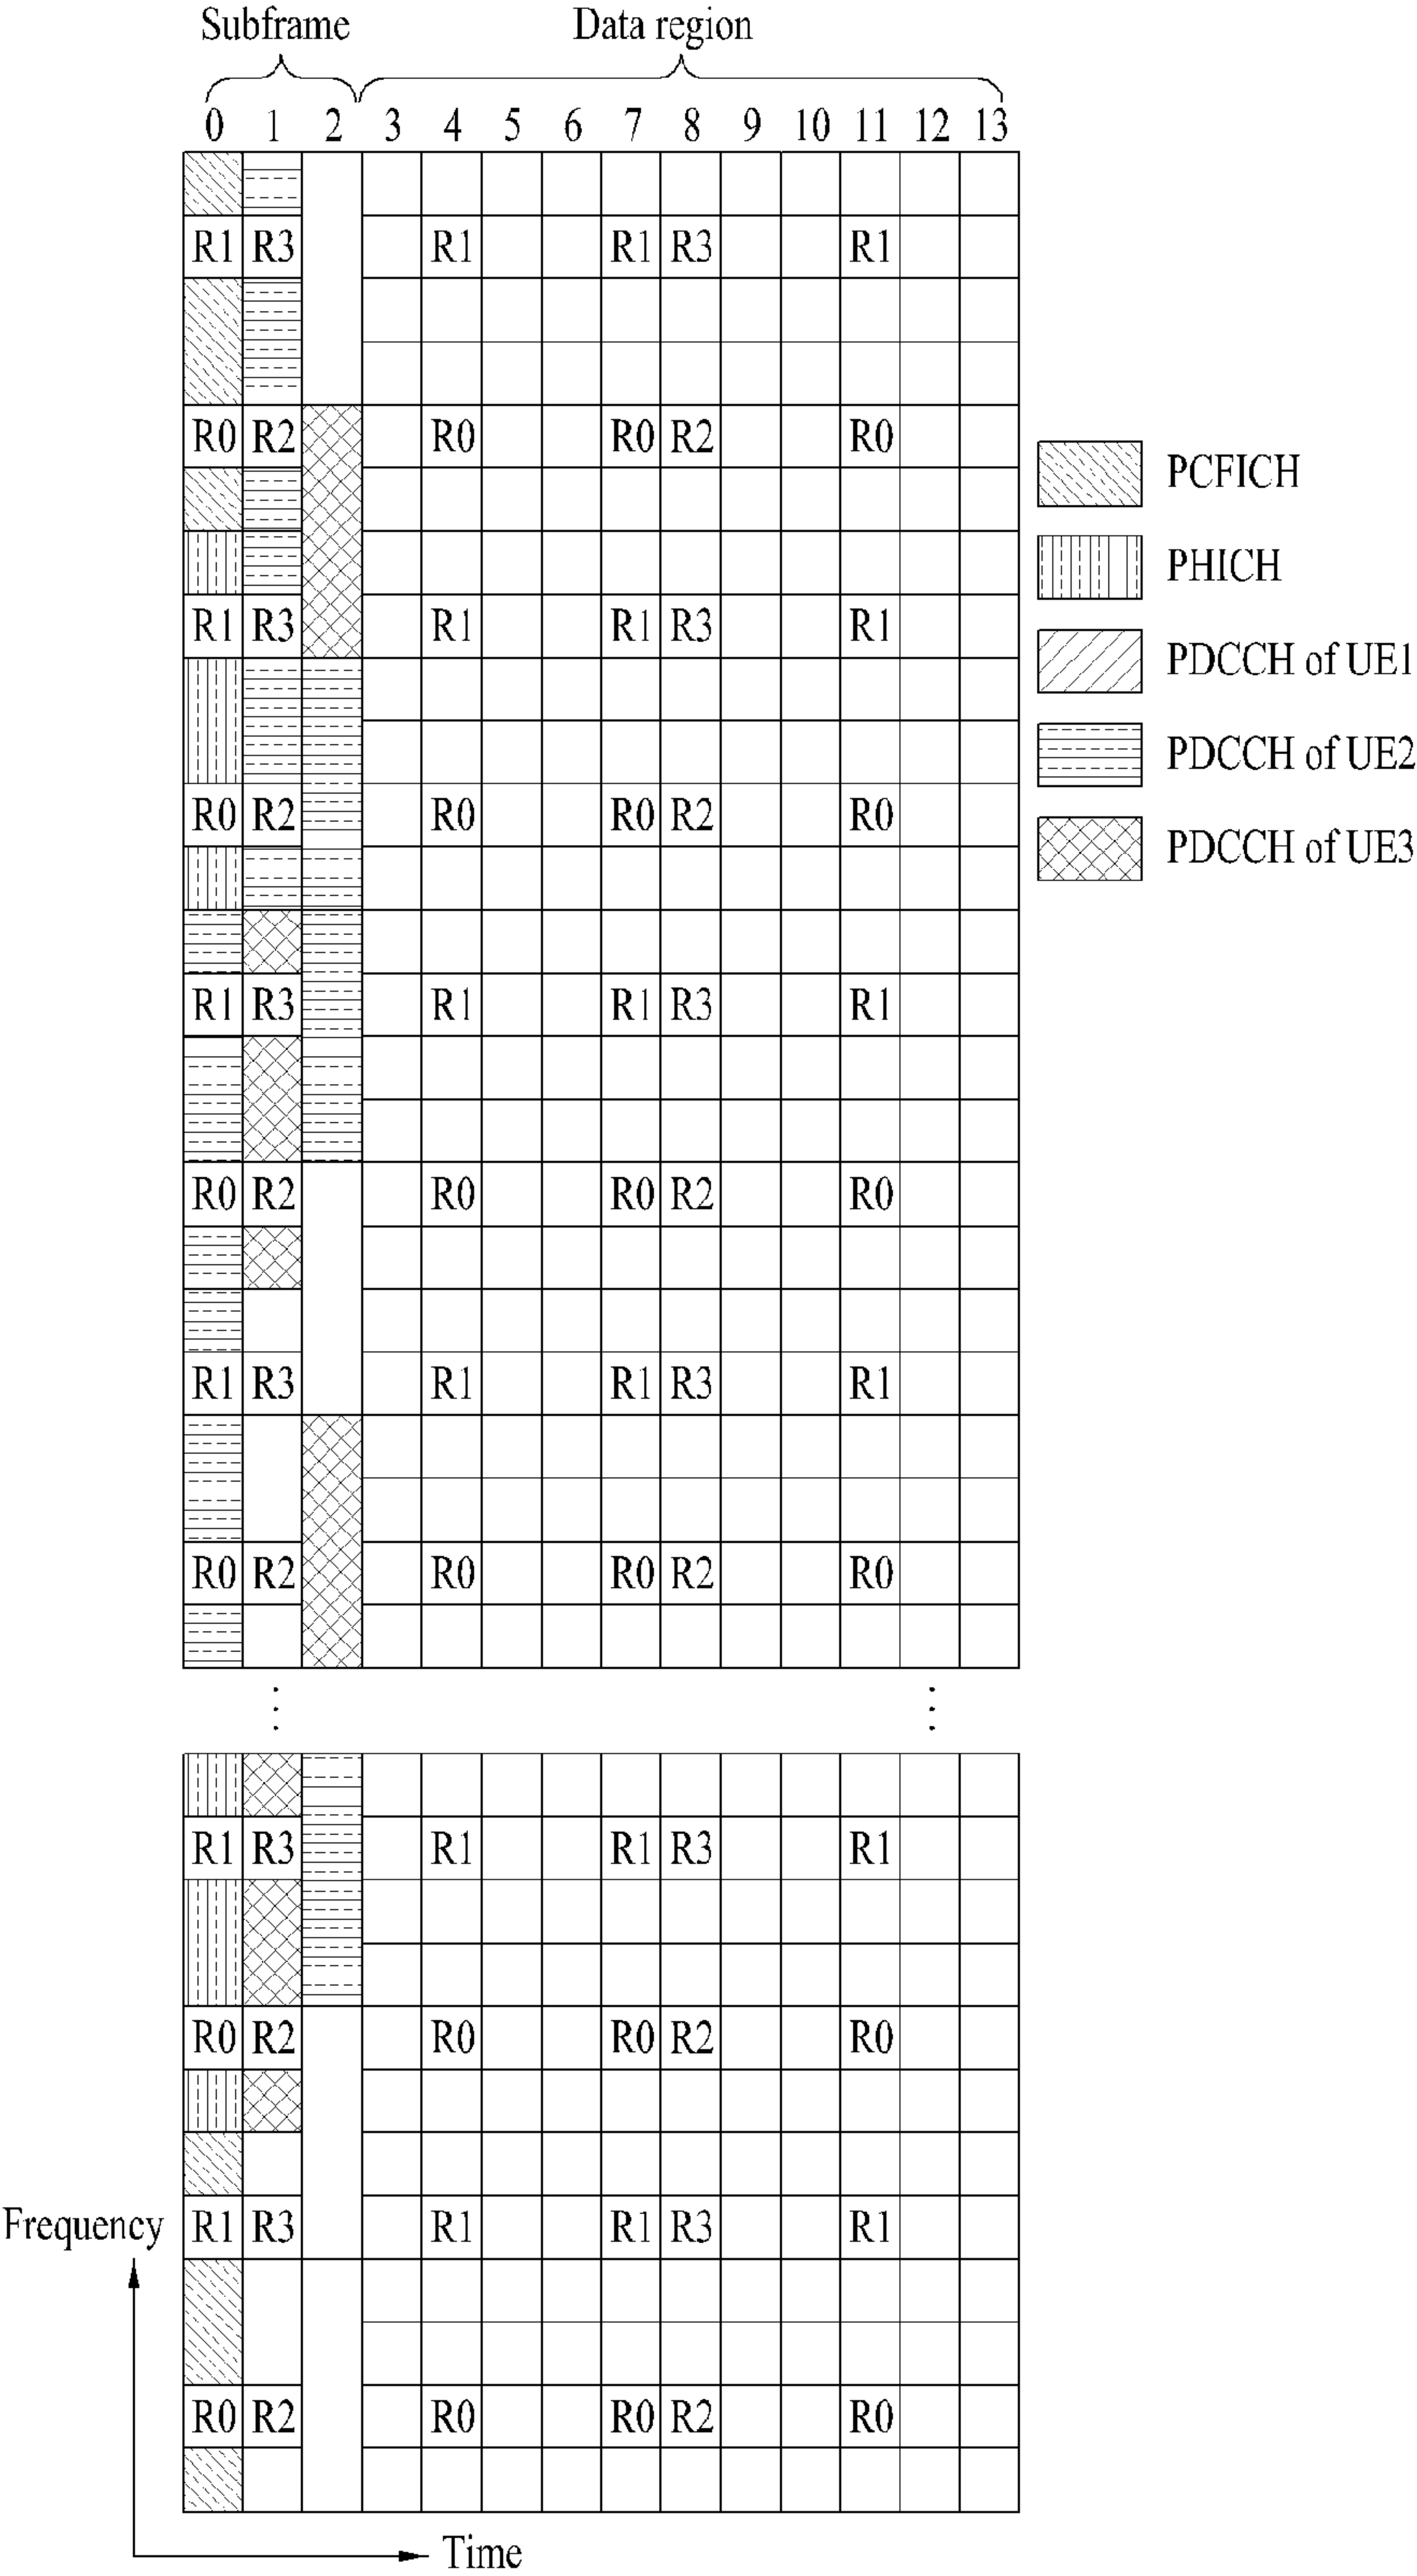 Subframe Data region
0 1 2 3 4 5 6 7 8 9 10 11 12 13
R1 R3 R1 R1 R3 R1
R0 R2 R0 R0 R2 R0
PCFICH
PHICH
R1 R3 R1 R1 R3 R1
PDCCH of UE1
PDCCH of UE2
R0 R2 R0 R0 R2 R0
PDCCH of UE3
R1 R3 R1 R1 R3 R1
R0 R2 R0 R0 R2 R0
R1 R3 R1 R1 R3 R1
R0 R2 R0 R0 R2 R0
R1 R3 R1 R1 R3 R1
R0 R2 R0 R0 R2 R0
Frequency R1 R3 R1 R1 R3 R1
R0 R2 R0 R0 R2 R0
Time